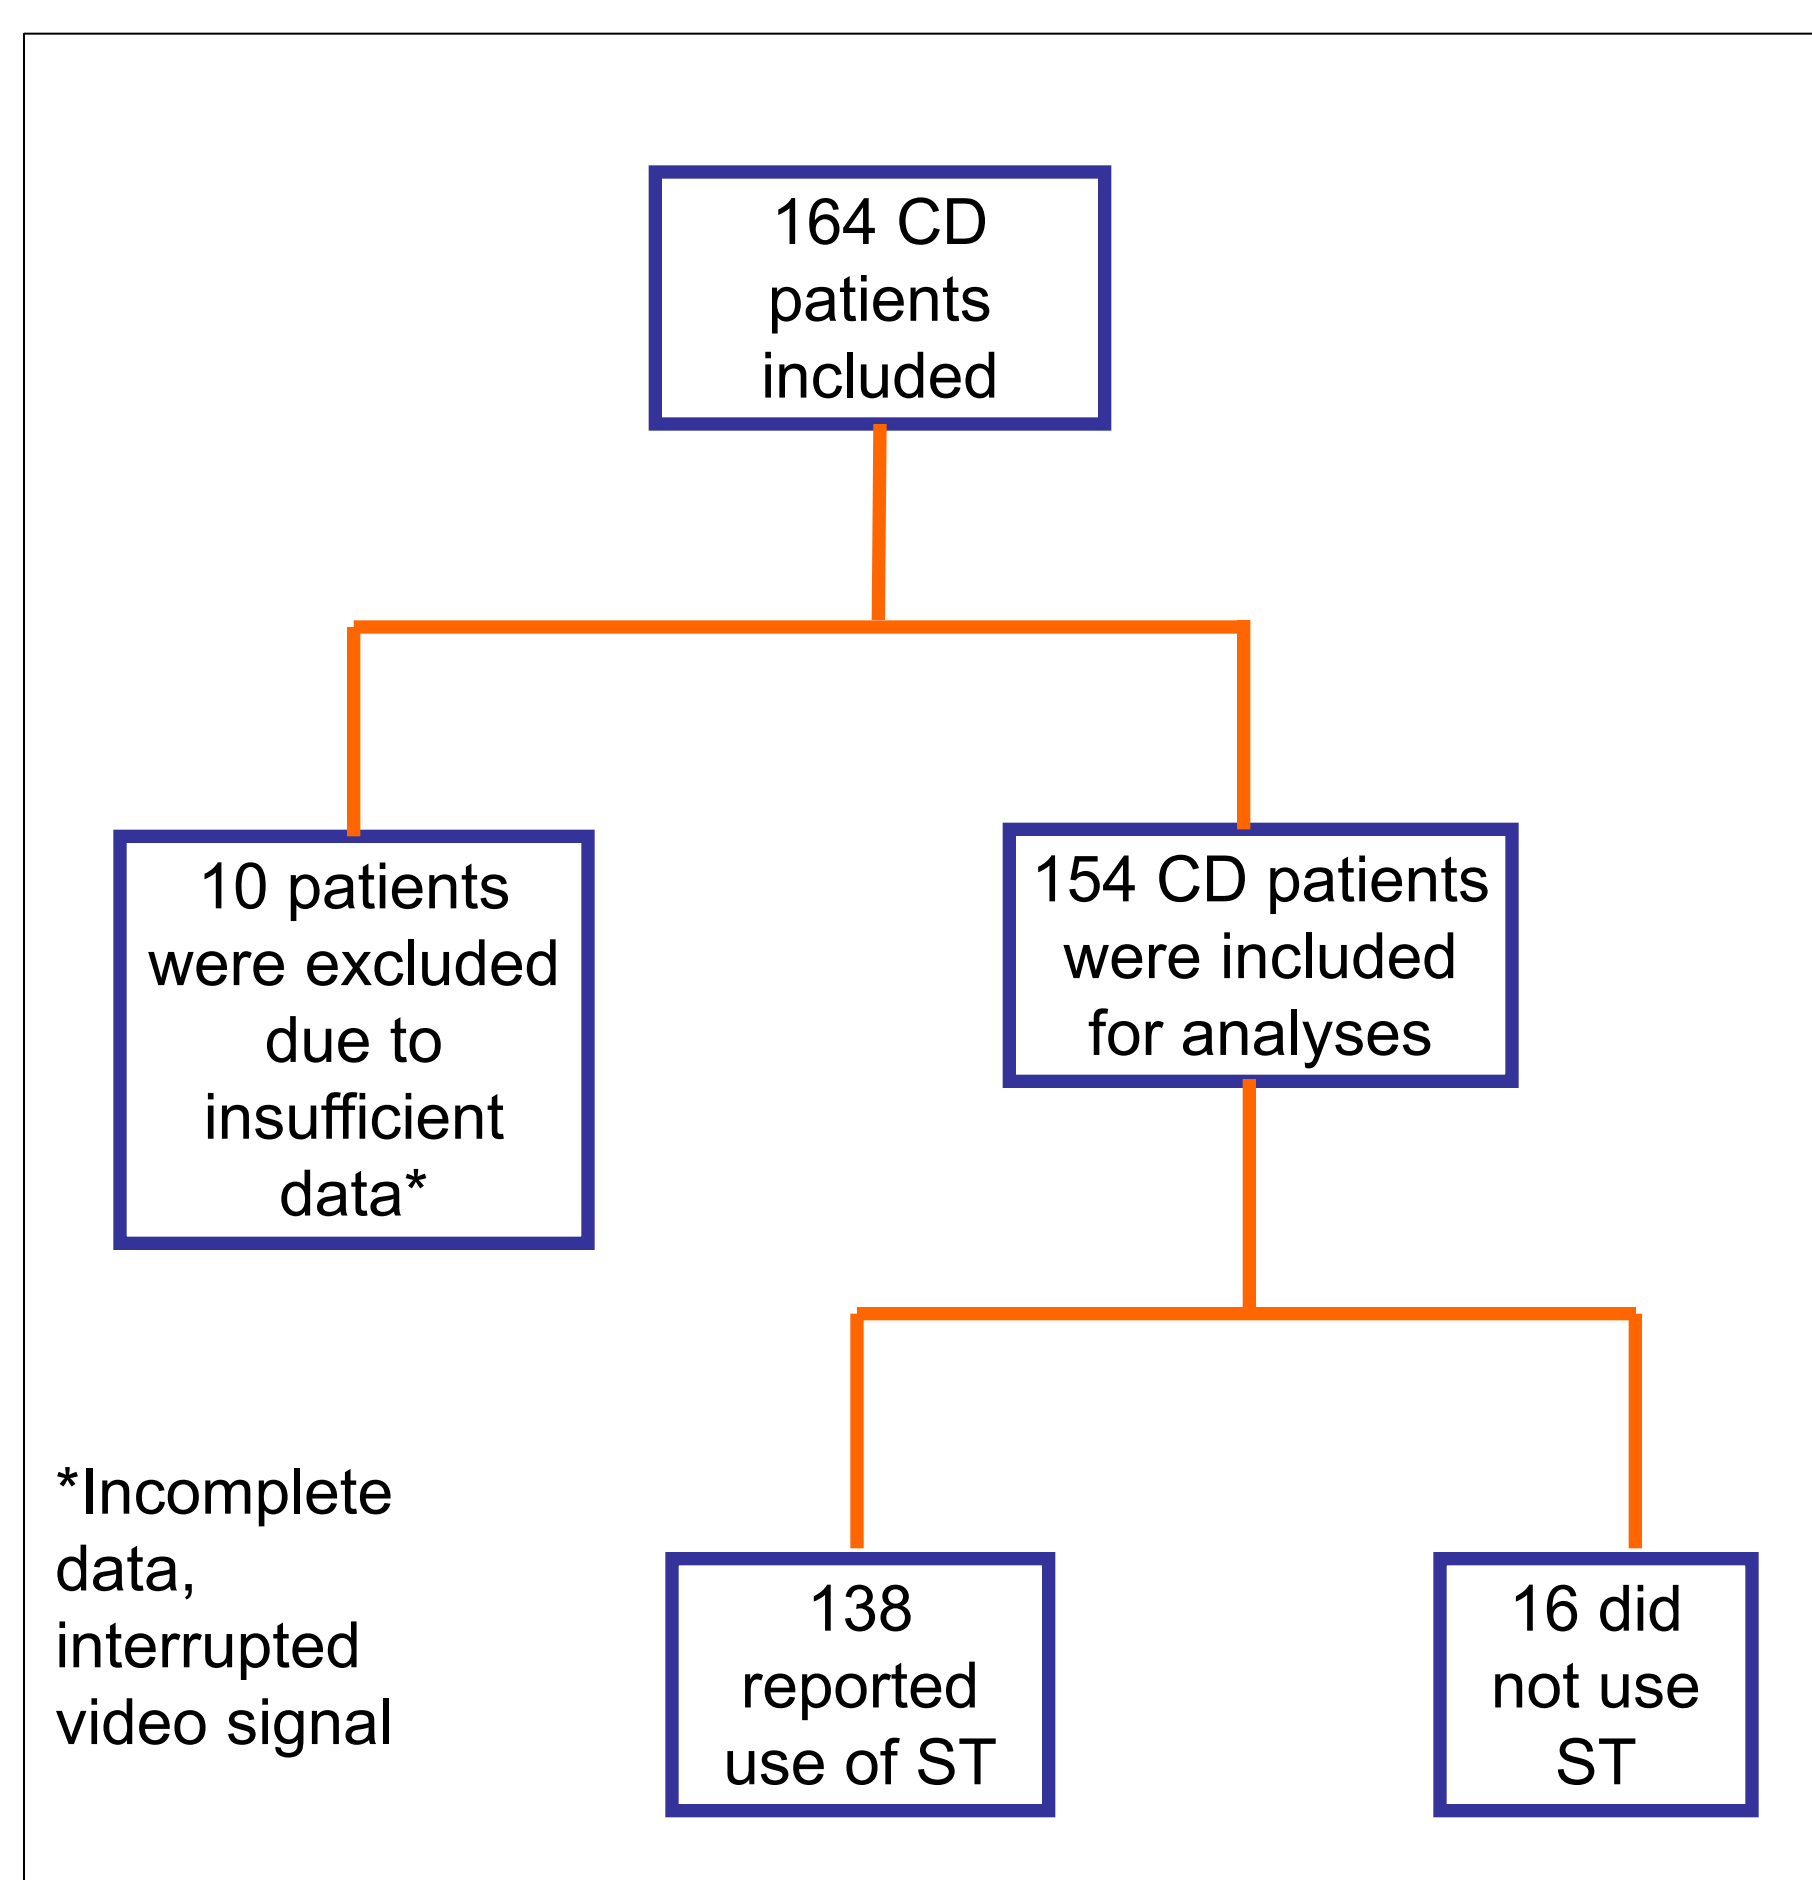 164 CD
patients
included
10 patients
were excluded
due to
insufficient
data*
154 CD patients
were included
for analyses
*Incomplete
data,
interrupted
video signal
138
reported
use of ST
16 did
not use
ST